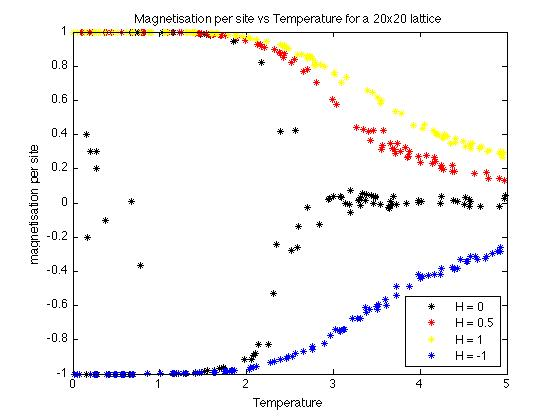 Magnetisation per site vs Temperature for a 20x20 lattice
magnetisation per site
1
0.8
0.6
0.4
0.2
0
-0.2
-0.4
-0.6
-0.8
-1
0 1 2 3 4 5
Temperature
H = 0
H = 0.5
H = 1
H = -1